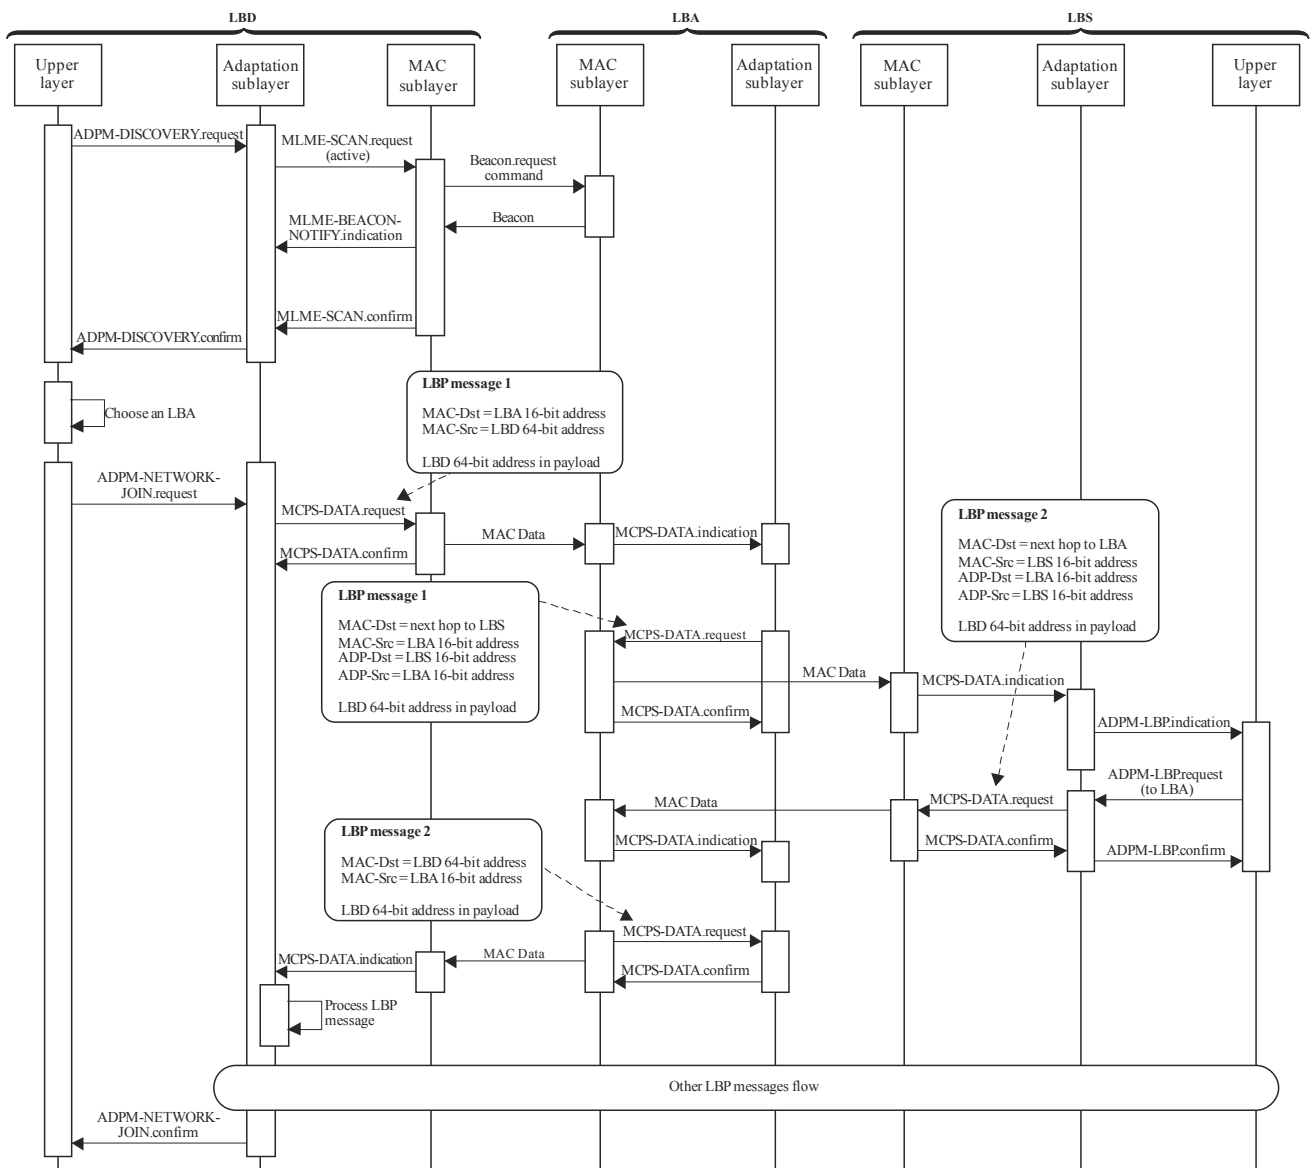 LBD
LBA
LBS
Upper
layer
Adaptation
sublayer
MAC
sublayer
MAC
sublayer
Adaptation
sublayer
MAC
sublayer
Adaptation
sublayer
Upper
layer
ADPM-DISCOVERY.request
MLME-SCAN.request
(active)
Beacon.request
command
Beacon
MLME-BEACON-
NOTIFY.indication
MLME-SCAN.confirm
ADPM-DISCOVERY.confirm
Choose an LBA
LBP message 1
MAC-Dst = LBA 16-bit address
MAC-Src = LBD 64-bit address
LBD 64-bit address in payload
ADPM-NETWORK-
JOIN.request
MCPS-DATA.request
MAC Data
MCPS-DATA.indication
MCPS-DATA.confirm
LBP message 2
MAC-Dst = next hop to LBA
MAC-Src = LBS 16-bit address
ADP-Dst = LBA 16-bit address
ADP-Src = LBS 16-bit address
LBD 64-bit address in payload
LBP message 1
MAC-Dst = next hop to LBS
MAC-Src = LBA 16-bit address
ADP-Dst = LBS 16-bit address
ADP-Src = LBA 16-bit address
LBD 64-bit address in payload
MCPS-DATA.request
MAC Data
MCPS-DATA.indication
MCPS-DATA.confirm
ADPM-LBP.indication
ADPM-LBP.request
(to LBA)
MCPS-DATA.request
MAC Data
MCPS-DATA.indication
MCPS-DATA.confirm
ADPM-LBP.confirm
LBP message 2
MAC-Dst = LBD 64-bit address
MAC-Src = LBA 16-bit address
LBD 64-bit address in payload
MCPS-DATA.request
MAC Data
MCPS-DATA.indication
MCPS-DATA.confirm
Process LBP
message
Other LBP messages flow
ADPM-NETWORK-
JOIN.confirm